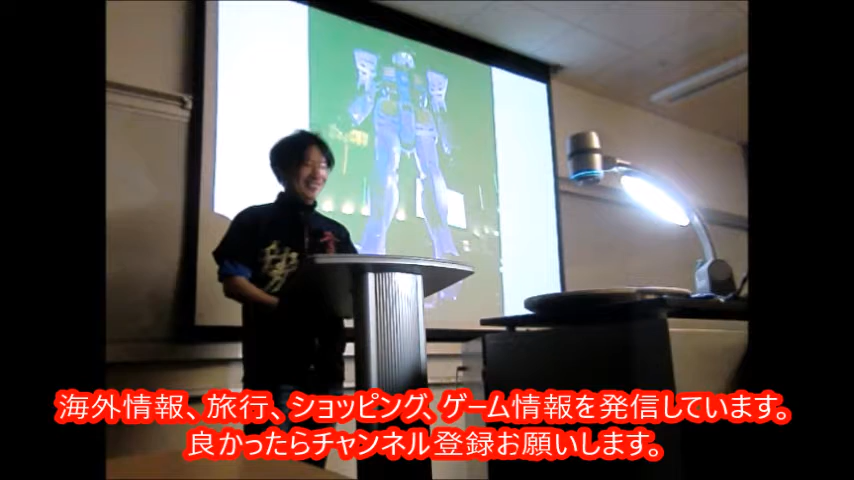 海外情報、旅行、ショッピング、ゲーム情報を発信しています。
良かったらチャンネル登録お願いします。